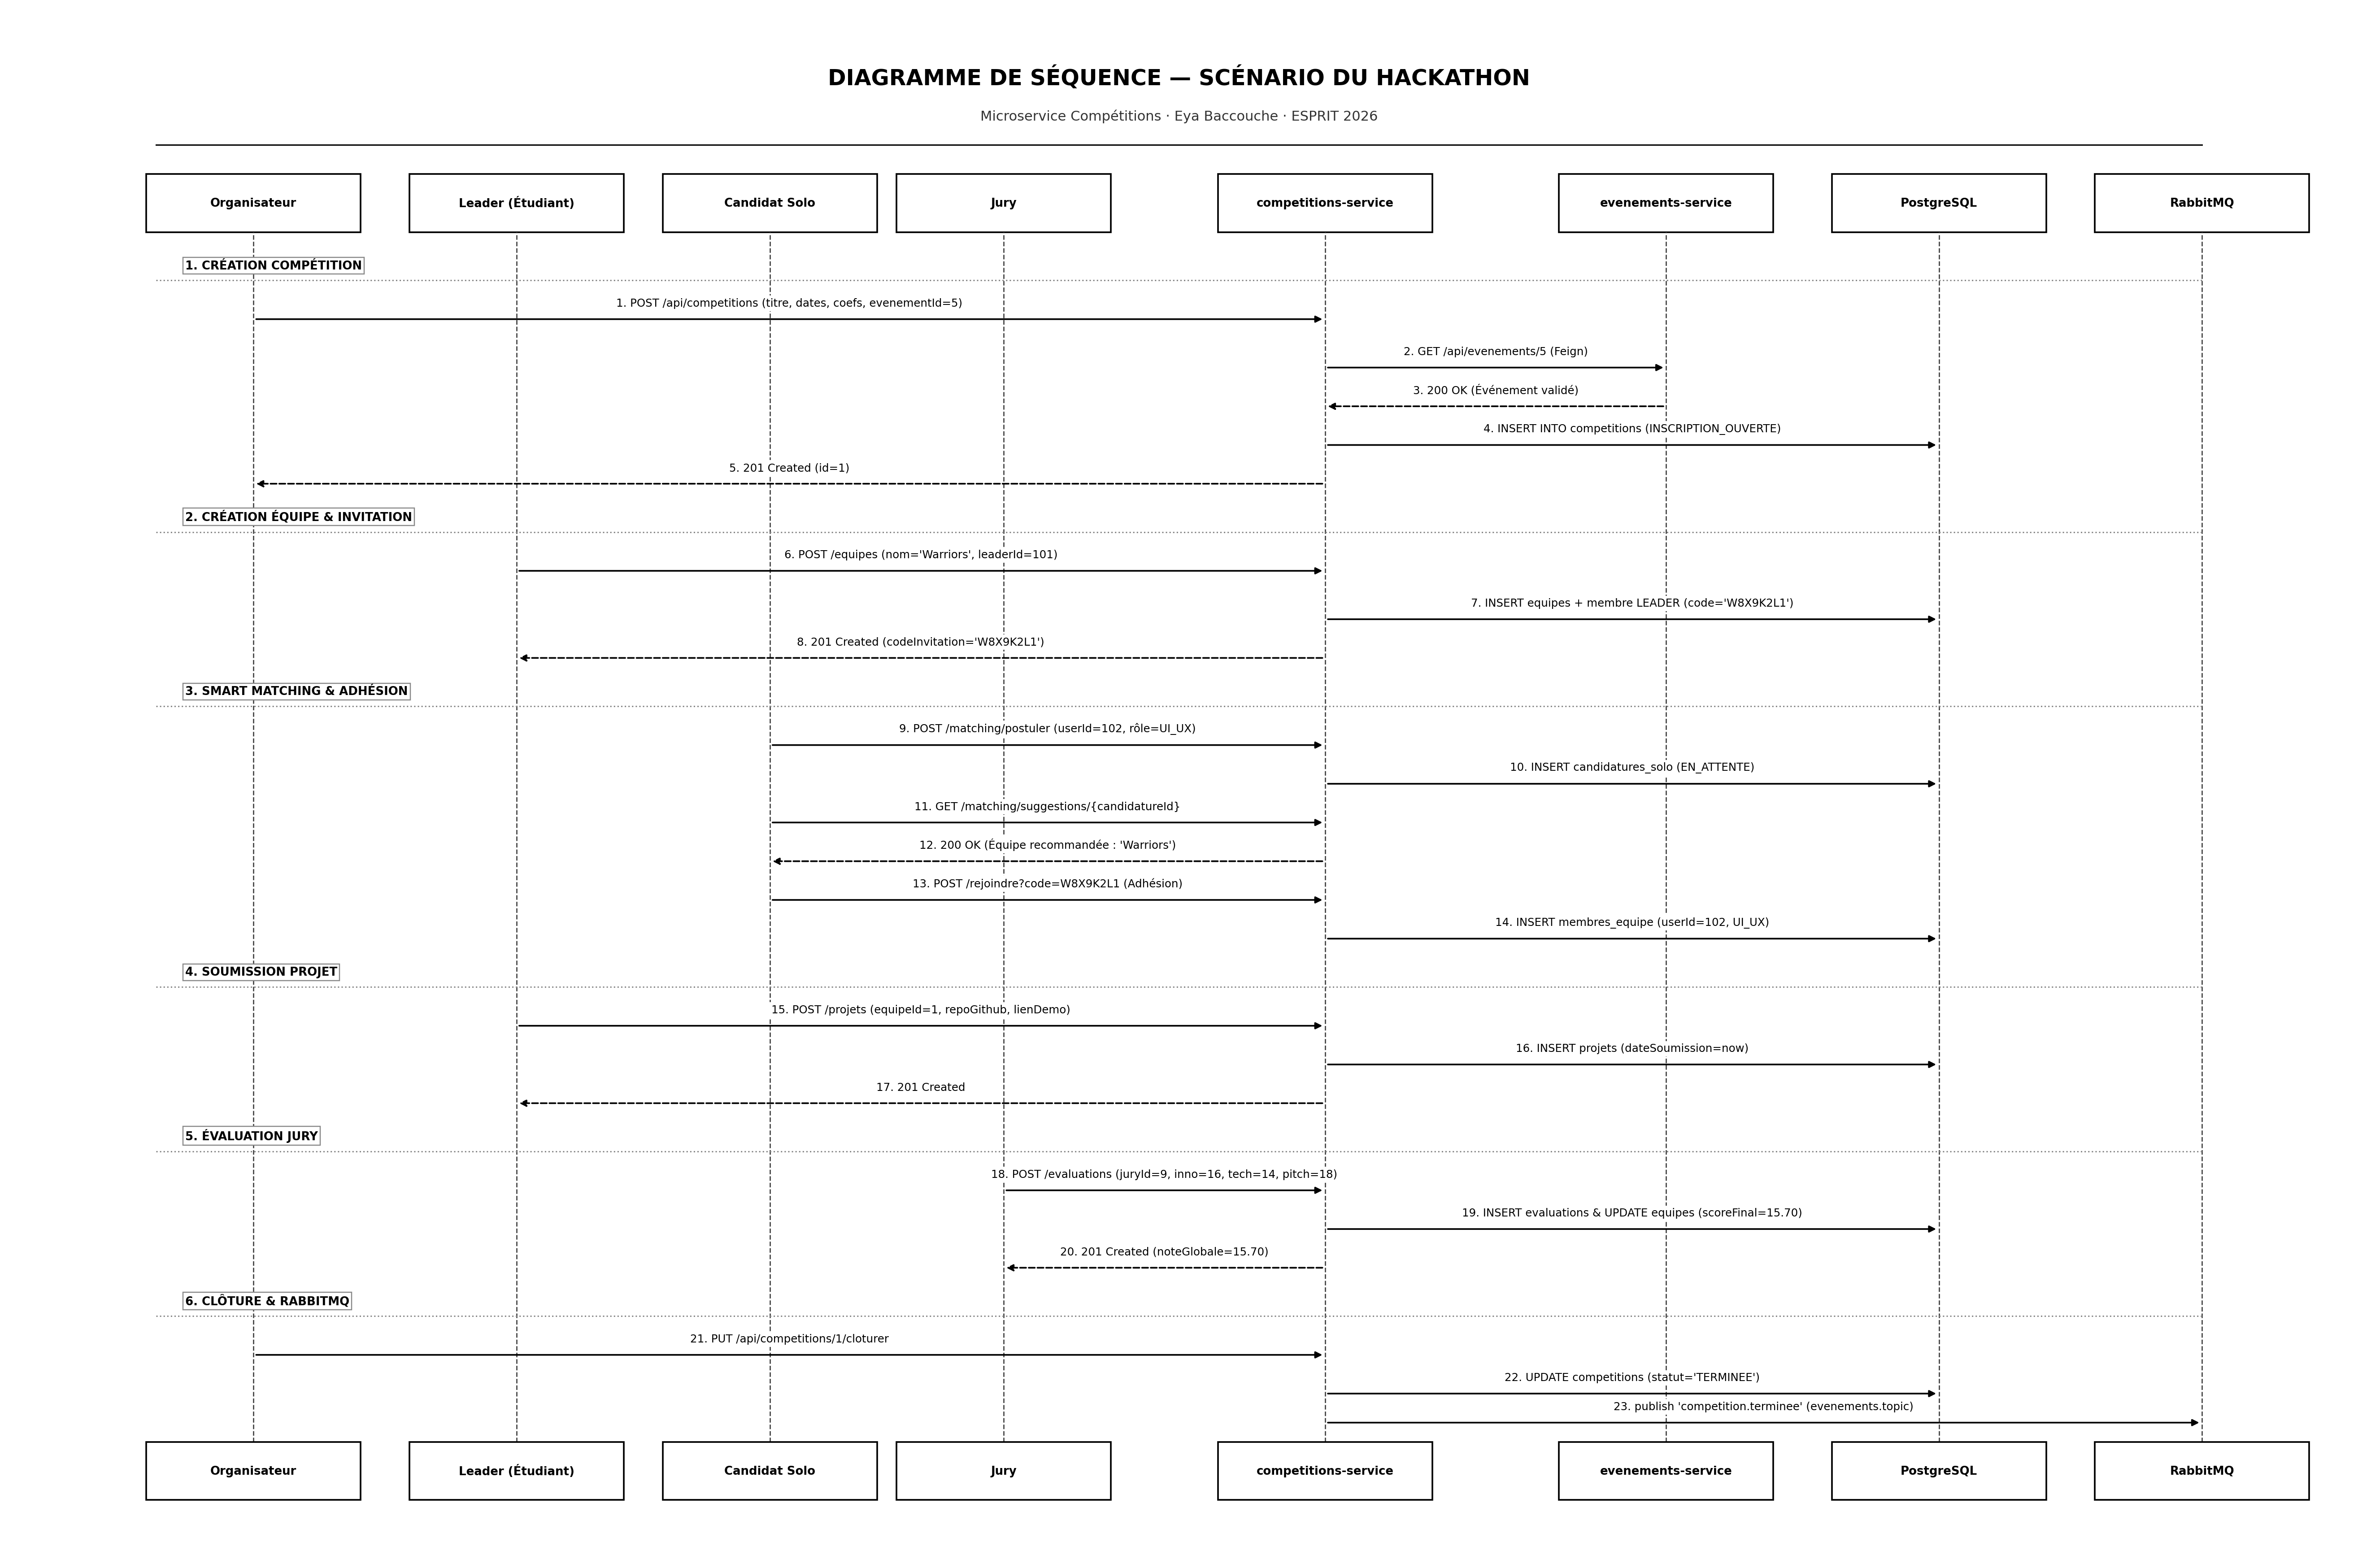 DIAGRAMME DE SÉQUENCE — SCÉNARIO DU HACKATHON
Microservice Compétitions · Eya Baccouche · ESPRIT 2026
Organisateur
Leader (Étudiant)
Candidat Solo
Jury
competitions-service
evenements-service
PostgreSQL
RabbitMQ
1. CRÉATION COMPÉTITION
1. POST /api/competitions (titre, dates, coefs, evenementId=5)
2. GET /api/evenements/5 (Feign)
3. 200 OK (Événement validé)
4. INSERT INTO competitions (INSCRIPTION_OUVERTE)
5. 201 Created (id=1)
2. CRÉATION ÉQUIPE & INVITATION
6. POST /equipes (nom='Warriors', leaderId=101)
7. INSERT equipes + membre LEADER (code='W8X9K2L1')
8. 201 Created (codeInvitation='W8X9K2L1')
3. SMART MATCHING & ADHÉSION
9. POST /matching/postuler (userId=102, rôle=UI_UX)
10. INSERT candidatures_solo (EN_ATTENTE)
11. GET /matching/suggestions/{candidatureId}
12. 200 OK (Équipe recommandée : 'Warriors')
13. POST /rejoindre?code=W8X9K2L1 (Adhésion)
14. INSERT membres_equipe (userId=102, UI_UX)
4. SOUMISSION PROJET
15. POST /projets (equipeId=1, repoGithub, lienDemo)
16. INSERT projets (dateSoumission=now)
17. 201 Created
5. ÉVALUATION JURY
18. POST /evaluations (juryId=9, inno=16, tech=14, pitch=18)
19. INSERT evaluations & UPDATE equipes (scoreFinal=15.70)
20. 201 Created (noteGlobale=15.70)
6. CLÔTURE & RABBITMQ
21. PUT /api/competitions/1/cloturer
22. UPDATE competitions (statut='TERMINEE')
23. publish 'competition.terminee' (evenements.topic)
Organisateur
Leader (Étudiant)
Candidat Solo
Jury
competitions-service
evenements-service
PostgreSQL
RabbitMQ